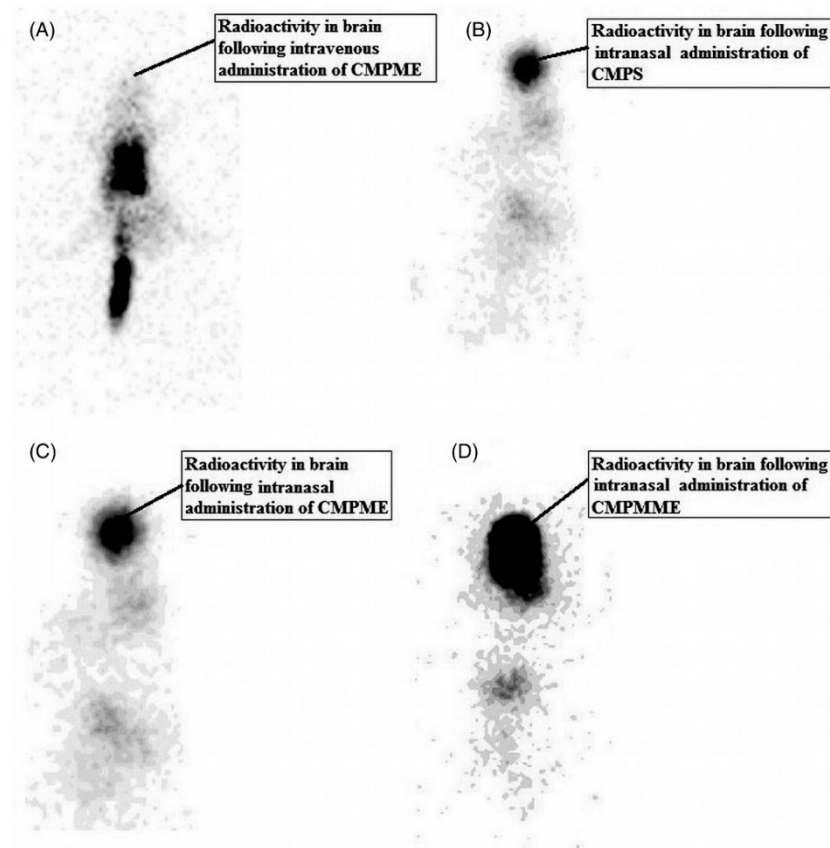 (A)
Radioactivity in brain
following intravenous
administration of CMPME
(B)
Radioactivity in brain following
intranasal administration of
CMPS
(C)
Radioactivity in brain
following intranasal
administration of CMPME
(D)
Radioactivity in brain following
intranasal administration of
CMPMME